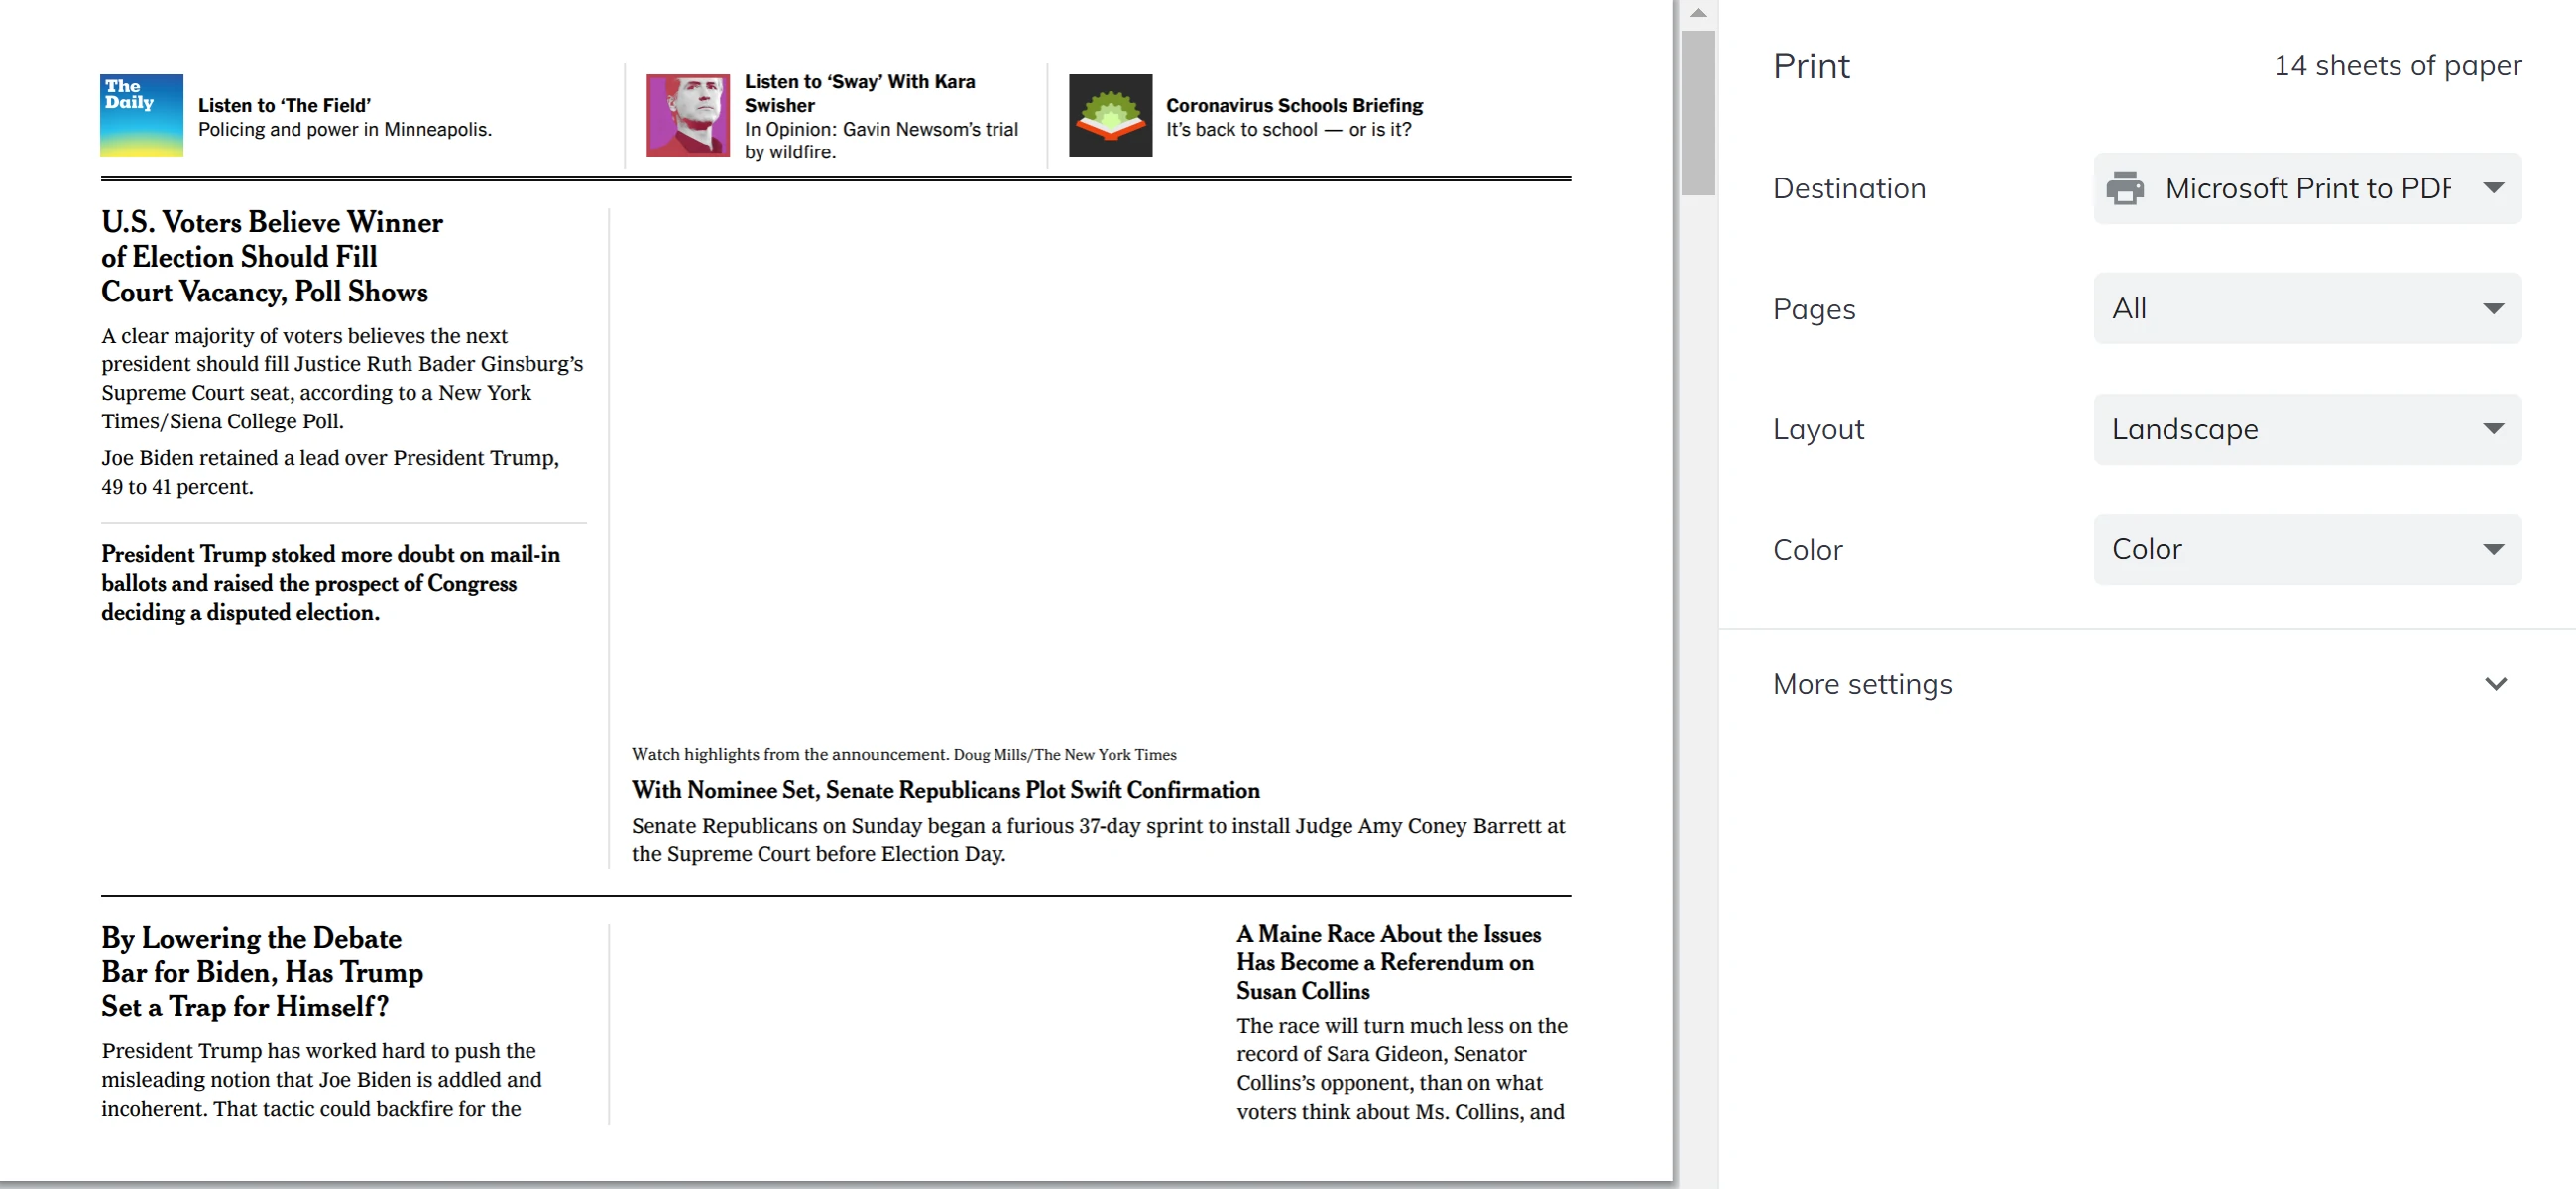 The
Daily
Listen to ‘The Field’
Policing and power in Minneapolis.
Listen to ‘Sway’ With Kara
Swisher
In Opinion: Gavin Newsom’s trial
by wildfire.
Coronavirus Schools Briefing
It’s back to school — or is it?
U.S. Voters Believe Winner
of Election Should Fill
Court Vacancy, Poll Shows
A clear majority of voters believes the next
president should fill Justice Ruth Bader Ginsburg’s
Supreme Court seat, according to a New York
Times/Siena College Poll.
Joe Biden retained a lead over President Trump,
49 to 41 percent.
President Trump stoked more doubt on mail-in
ballots and raised the prospect of Congress
deciding a disputed election.
Watch highlights from the announcement. Doug Mills/The New York Times
With Nominee Set, Senate Republicans Plot Swift Confirmation
Senate Republicans on Sunday began a furious 37-day sprint to install Judge Amy Coney Barrett at
the Supreme Court before Election Day.
By Lowering the Debate
Bar for Biden, Has Trump
Set a Trap for Himself?
President Trump has worked hard to push the
misleading notion that Joe Biden is addled and
incoherent. That tactic could backfire for the
A Maine Race About the Issues
Has Become a Referendum on
Susan Collins
The race will turn much less on the
record of Sara Gideon, Senator
Collins’s opponent, than on what
voters think about Ms. Collins, and
Print
14 sheets of paper
Destination
Microsoft Print to PDF
Pages
All
Layout
Landscape
Color
Color
More settings